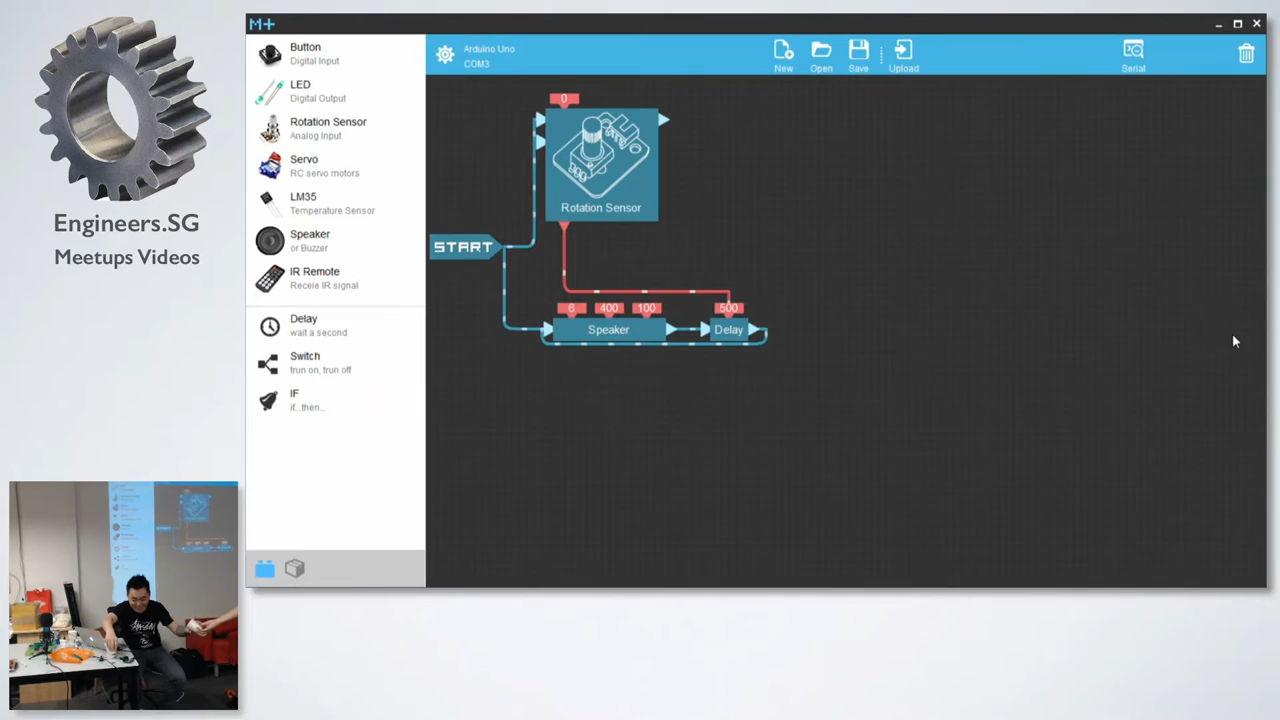 Engineers.SG
Meetups Videos
M+
Button
Digital Input
LED
Digital Output
Rotation Sensor
Analog Input
Servo
RC servo motors
LM35
Temperature Sensor
Speaker
or Buzzer
IR Remote
Receie IR signal
Delay
wait a second
Switch
trun on, trun off
IF
if...then...
Arduino Uno
COM3
New
Open
Save
Upload
Serial
0
Rotation Sensor
START
6 400 100 500
Speaker
Delay